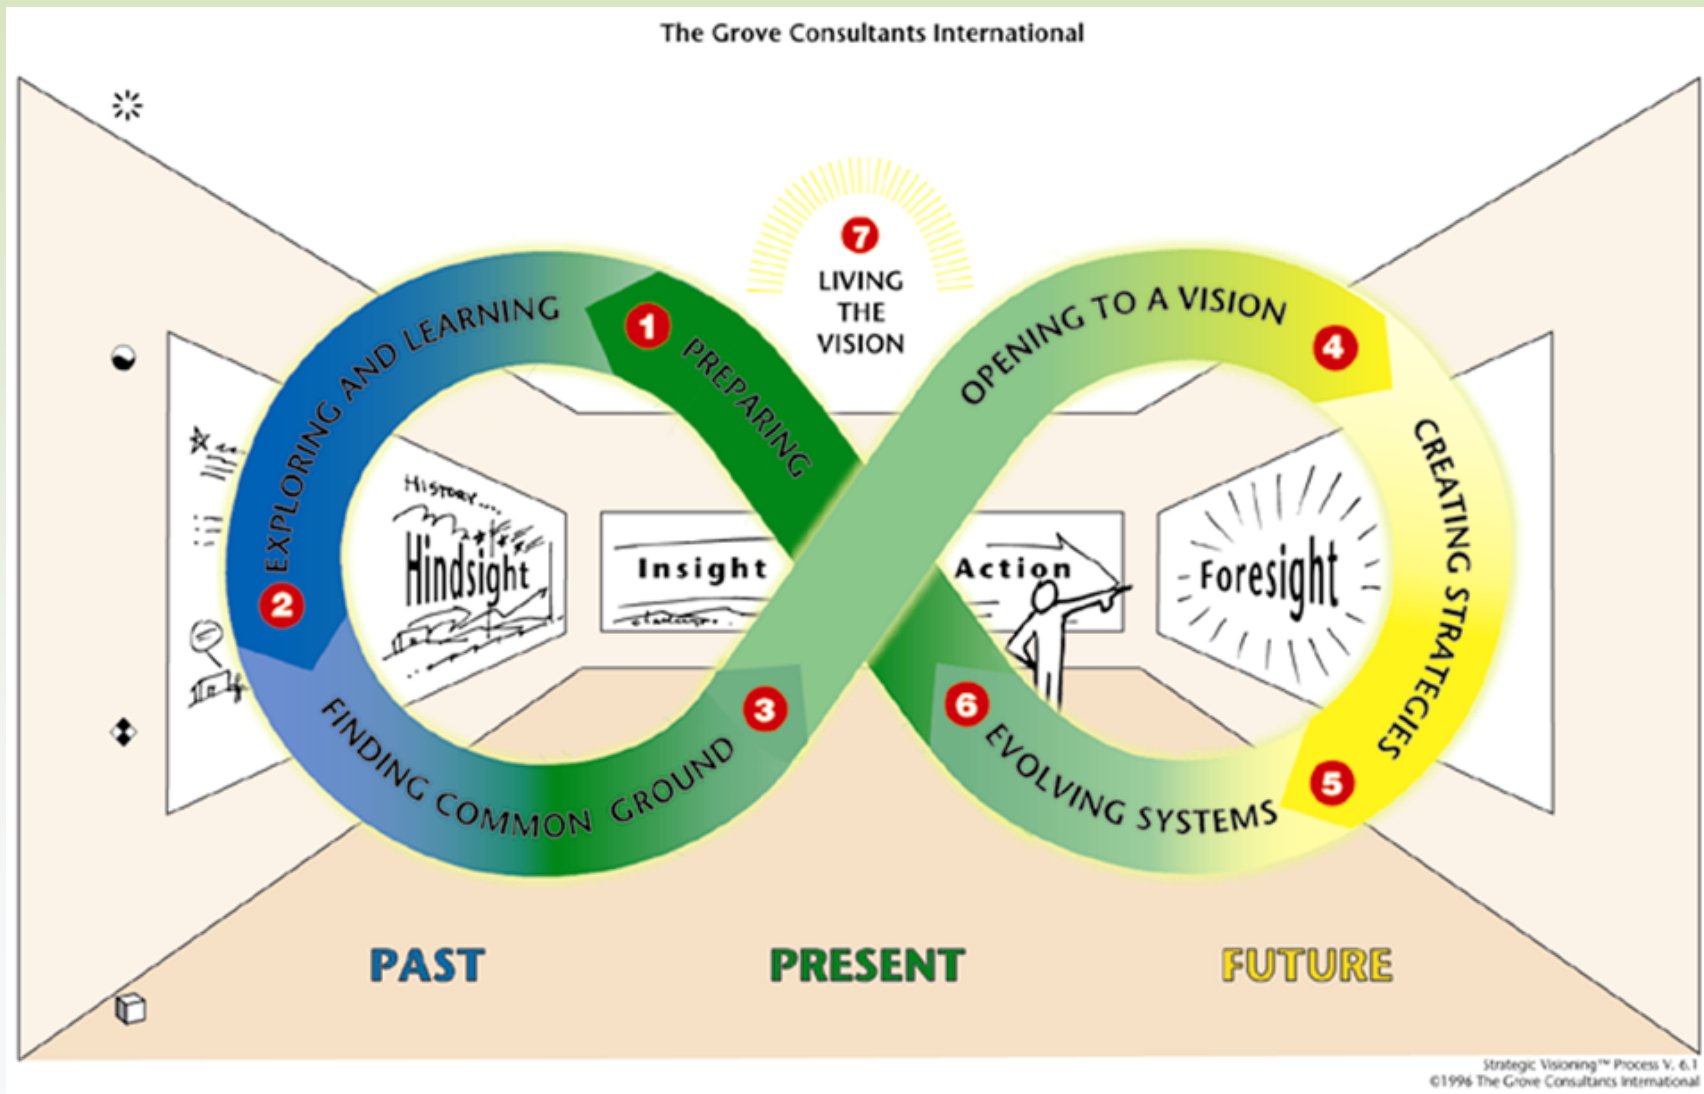 The Grove Consultants International
7
LIVING
THE
VISION
1
PREPARING
2
EXPLORING AND LEARNING
FINDING COMMON GROUND
3
OPENING TO A VISION
4
CREATING STRATEGIES
5
EVOLVING SYSTEMS
6
HISTORY....
Hindsight
Insight
Action
Foresight
PAST
PRESENT
FUTURE
Strategic Visioning™ Process V. 6.1
©1996 The Grove Consultants International